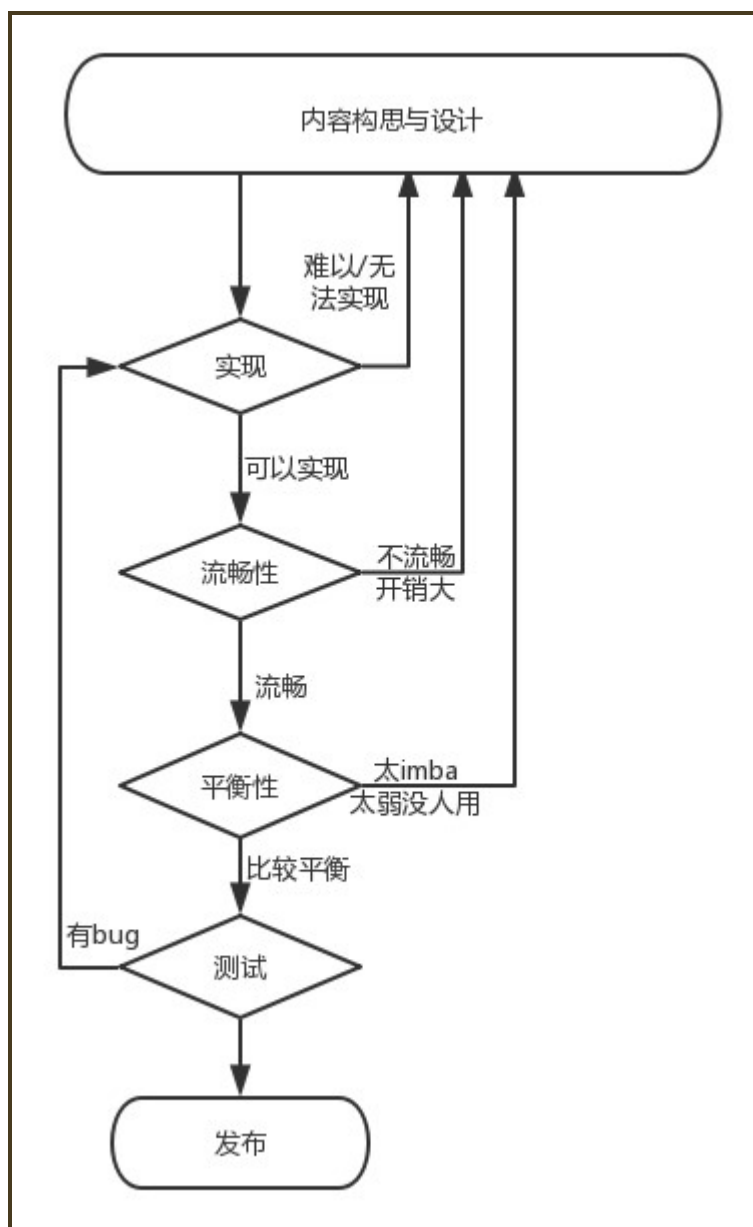 内容构思与设计
难以/无
法实现
实现
可以实现
流畅性
不流畅
开销大
流畅
平衡性
太imba
太弱没人用
比较平衡
有bug
测试
发布